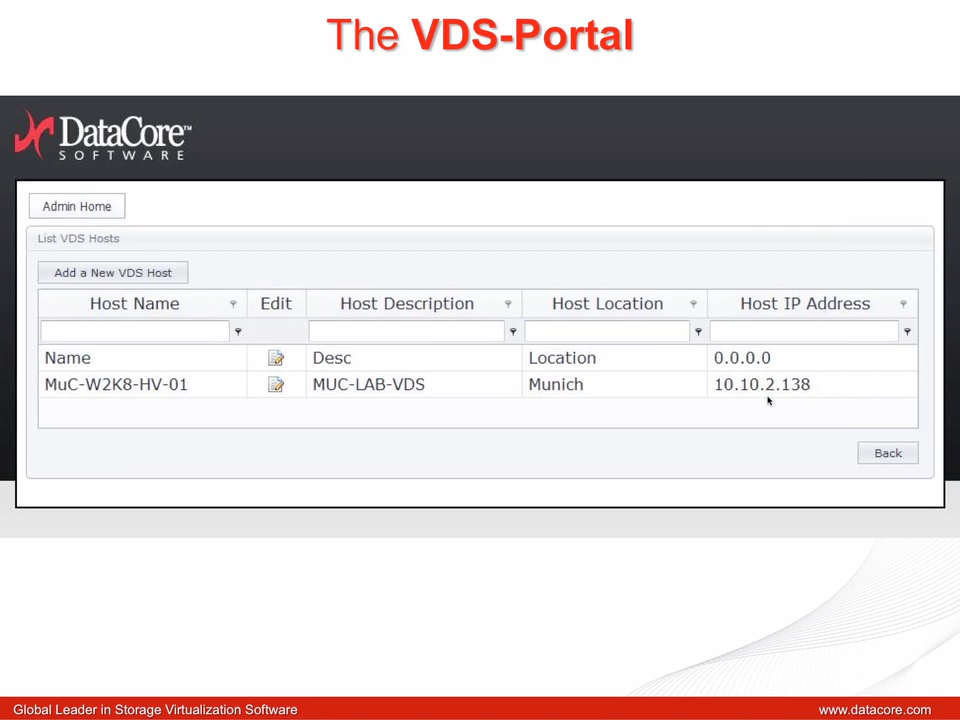 The VDS-Portal
DataCore™
SOFTWARE
Admin Home
List VDS Hosts
Add a New VDS Host
Host Name Edit Host Description Host Location Host IP Address
Name Desc Location 0.0.0.0
MuC-W2K8-HV-01 MUC-LAB-VDS Munich 10.10.2.138
Back
Global Leader in Storage Virtualization Software www.datacore.com